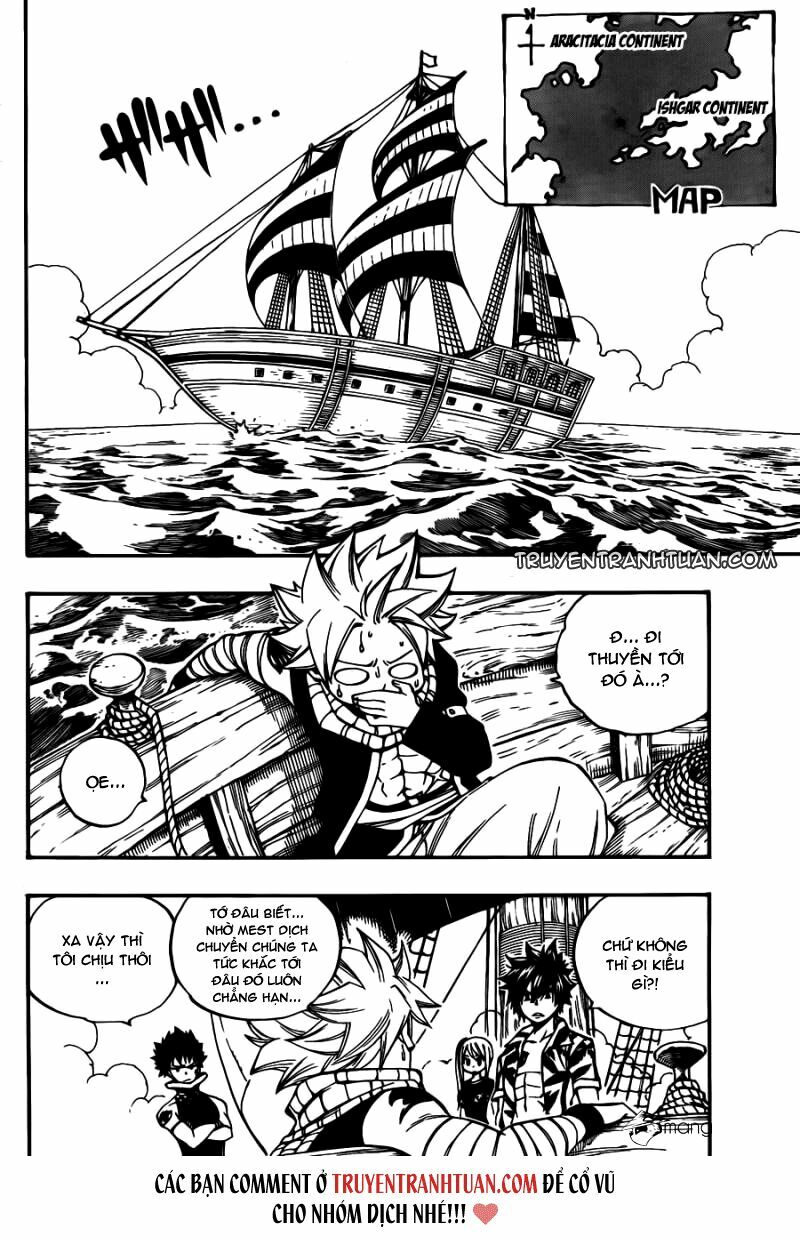 N
ARACITACIA CONTINENT
ISHGAR CONTINENT
MAP
TRUYENTRANHTUAN.COM
Đ... ĐI
THUYỀN TỚI
ĐÓ À...?
ỌE...
CHỨ KHÔNG
THÌ ĐI KIỂU
GÌ?!
TỚ ĐÂU BIẾT...
NHỜ MEST DỊCH
CHUYỂN CHÚNG TA
TỨC KHẮC TỚI
ĐÂU ĐÓ LUÔN
CHẲNG HẠN...
XA VẬY THÌ
TÔI CHỊU THÔI
...
CÁC BẠN COMMENT Ở TRUYENTRANHTUAN.COM ĐỂ CỔ VŨ
CHO NHÓM DỊCH NHÉ!!! ❤